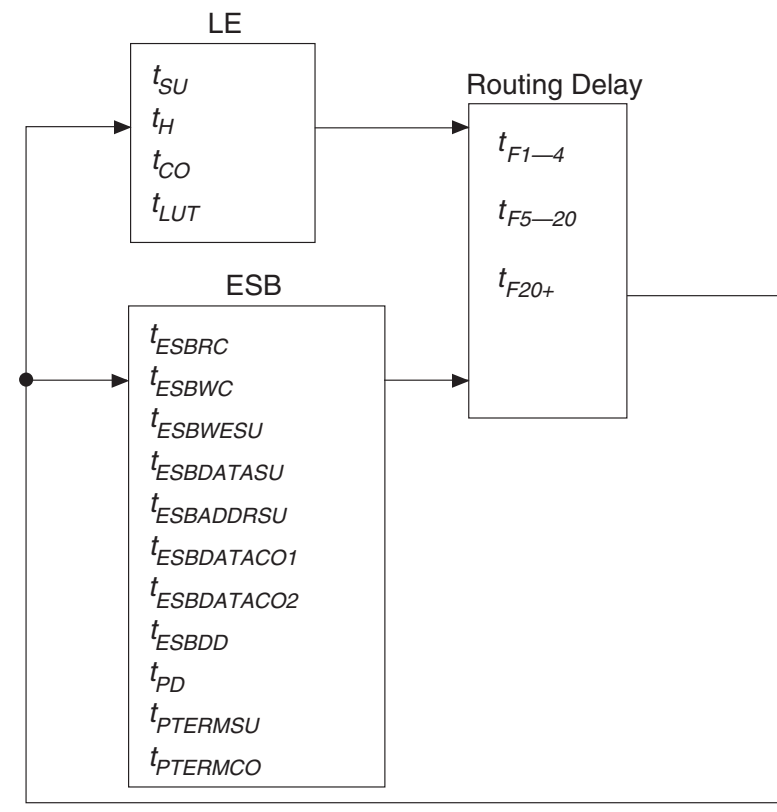 LE
tSU
tH
tCO
tLUT
Routing Delay
tF1—4
tF5—20
tF20+
ESB
tESBRC
tESBWC
tESBWESU
tESBDATASU
tESBADDRSU
tESBDATACO1
tESBDATACO2
tESBDD
tPD
tPTERMSU
tPTERMCO